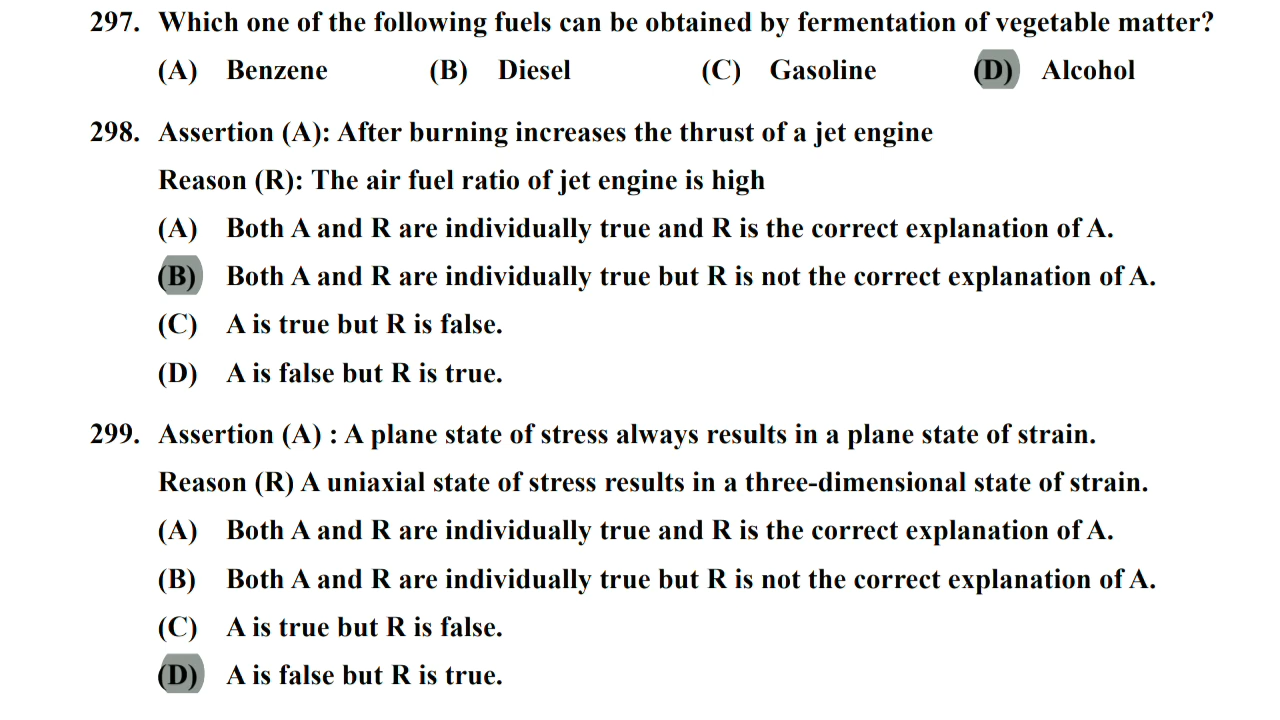 297. Which one of the following fuels can be obtained by fermentation of vegetable matter?
(A) Benzene (B) Diesel (C) Gasoline (D) Alcohol
298. Assertion (A): After burning increases the thrust of a jet engine
Reason (R): The air fuel ratio of jet engine is high
(A) Both A and R are individually true and R is the correct explanation of A.
(B) Both A and R are individually true but R is not the correct explanation of A.
(C) A is true but R is false.
(D) A is false but R is true.
299. Assertion (A) : A plane state of stress always results in a plane state of strain.
Reason (R) A uniaxial state of stress results in a three-dimensional state of strain.
(A) Both A and R are individually true and R is the correct explanation of A.
(B) Both A and R are individually true but R is not the correct explanation of A.
(C) A is true but R is false.
(D) A is false but R is true.